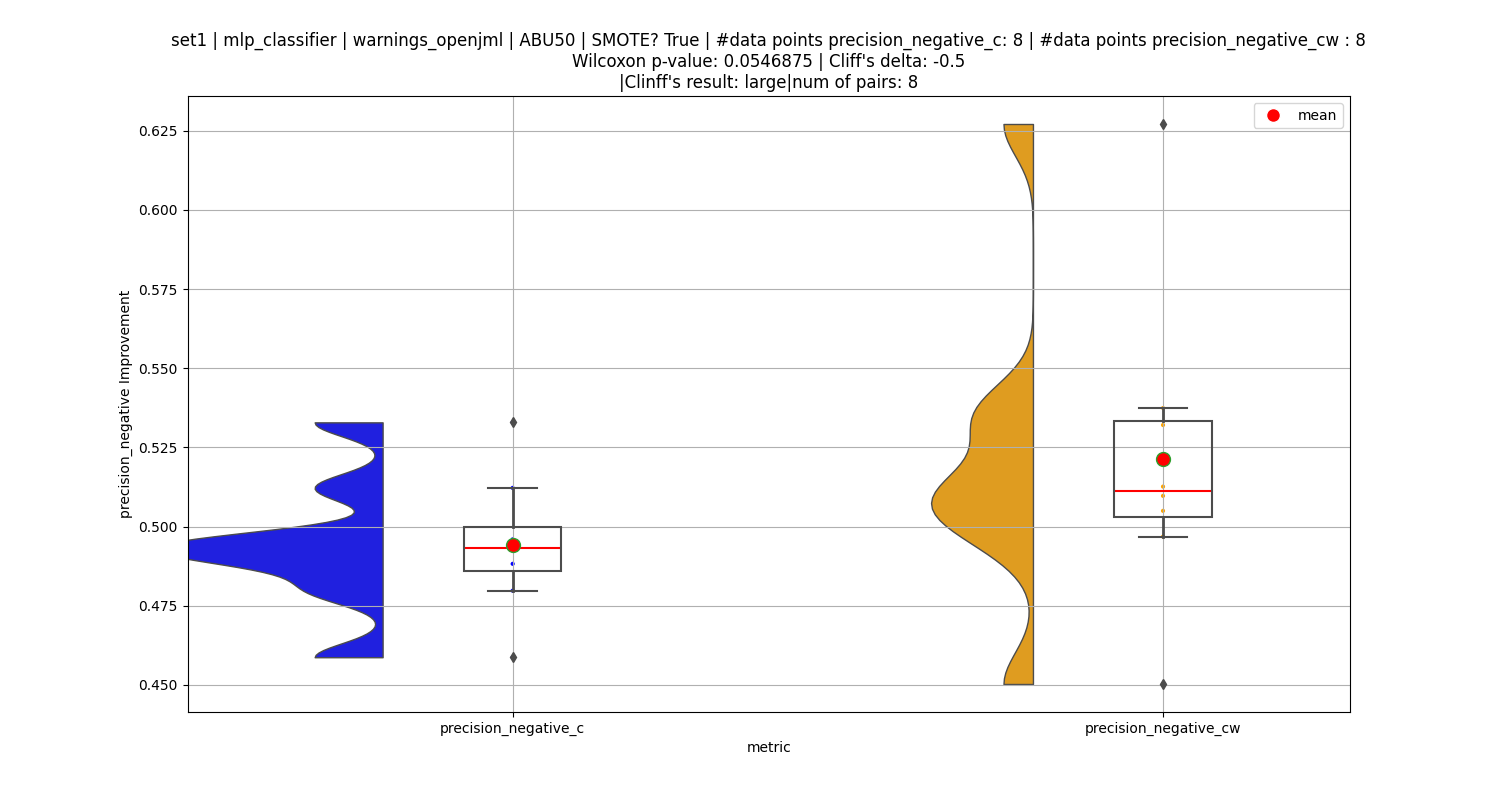 set1 | mlp_classifier | warnings_openjml | ABU50 | SMOTE? True | #data points precision_negative_c: 8 | #data points precision_negative_cw : 8
Wilcoxon p-value: 0.0546875 | Cliff's delta: -0.5
|Clinff's result: large|num of pairs: 8
mean
0.625
0.600
0.575
0.550
0.525
0.500
0.475
0.450
precision_negative Improvement
precision_negative_c
precision_negative_cw
metric